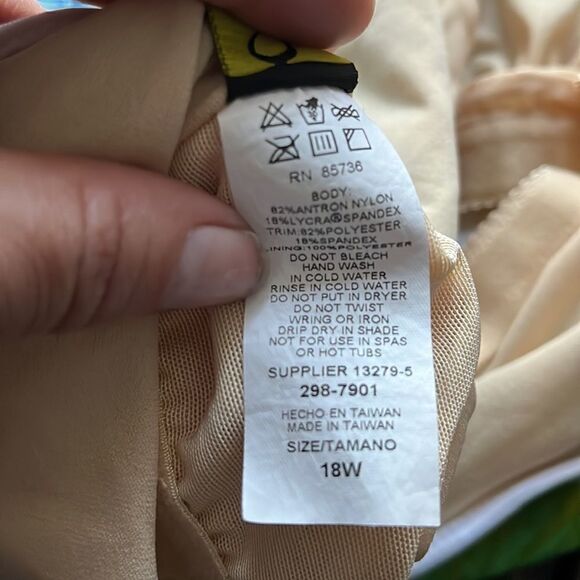 RN 85736
BODY:
82%ANTRON NYLON
18%LYCRA®SPANDEX
TRIM:82%POLYESTER
18%SPANDEX
LINING:100%POLYESTER
DO NOT BLEACH
HAND WASH
IN COLD WATER
RINSE IN COLD WATER
DO NOT PUT IN DRYER
DO NOT TWIST
WRING OR IRON
DRIP DRY IN SHADE
NOT FOR USE IN SPAS
OR HOT TUBS
SUPPLIER 13279-5
298-7901
HECHO EN TAIWAN
MADE IN TAIWAN
SIZE/TAMANO
18W